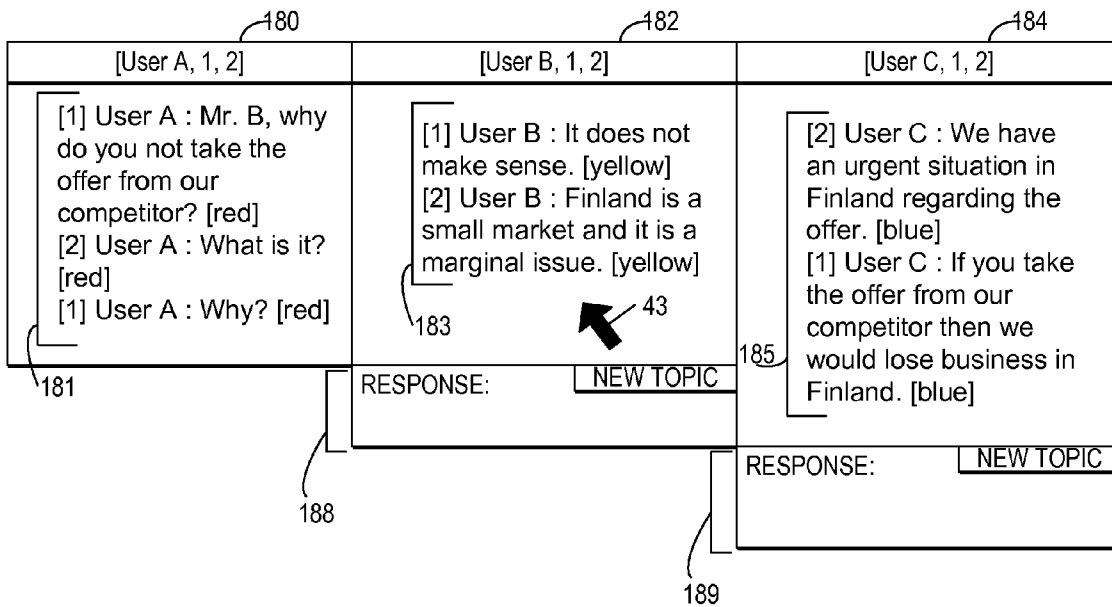 180
182
184
[User A, 1, 2]
[User B, 1, 2]
[User C, 1, 2]
[1] User A : Mr. B, why
do you not take the
offer from our
competitor? [red]
[2] User A : What is it?
[red]
[1] User A : Why? [red]
181
[1] User B : It does not
make sense. [yellow]
[2] User B : Finland is a
small market and it is a
marginal issue. [yellow]
183
43
RESPONSE:
NEW TOPIC
188
[2] User C : We have
an urgent situation in
Finland regarding the
offer. [blue]
[1] User C : If you take
the offer from our
competitor then we
would lose business in
Finland. [blue]
185
RESPONSE:
NEW TOPIC
189